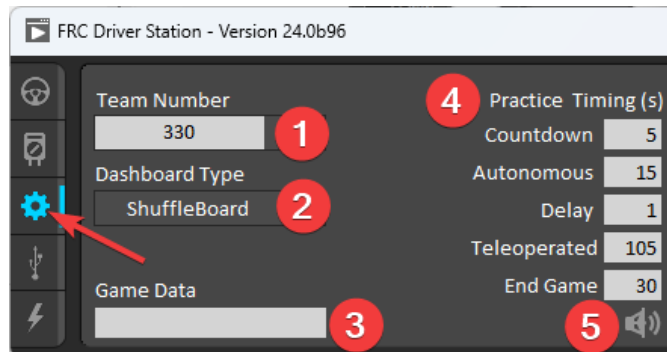 FRC Driver Station - Version 24.0b96
Team Number
330
1
Dashboard Type
ShuffleBoard
2
Game Data
3
4
Practice Timing (s)
Countdown 5
Autonomous 15
Delay 1
Teleoperated 105
End Game 30
5